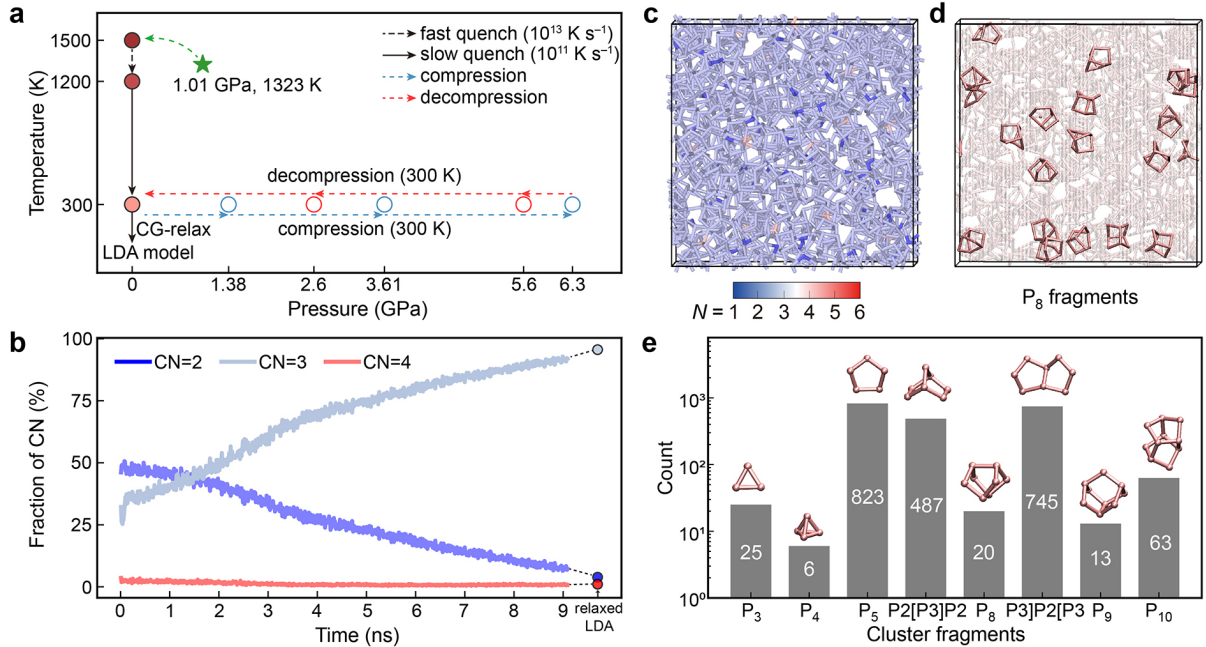 a
1500
1200
300
Temperature (K)
1.01 GPa, 1323 K
fast quench (10¹³ K s⁻¹)
slow quench (10¹¹ K s⁻¹)
compression
decompression
decompression (300 K)
compression (300 K)
CG-relax
LDA model
0
1.38
2.6
3.61
5.6
6.3
Pressure (GPa)
b
100
75
50
25
0
Fraction of CN (%)
CN=2
CN=3
CN=4
0
1
2
3
4
5
6
7
8
9
relaxed
LDA
Time (ns)
c
N = 1 2 3 4 5 6
d
P₈ fragments
e
10³
10²
10¹
10⁰
Count
25
6
823
487
20
745
13
63
P₃
P₄
P₅
P2[P3]P2
P₈
P3]P2[P3
P₉
P₁₀
Cluster fragments